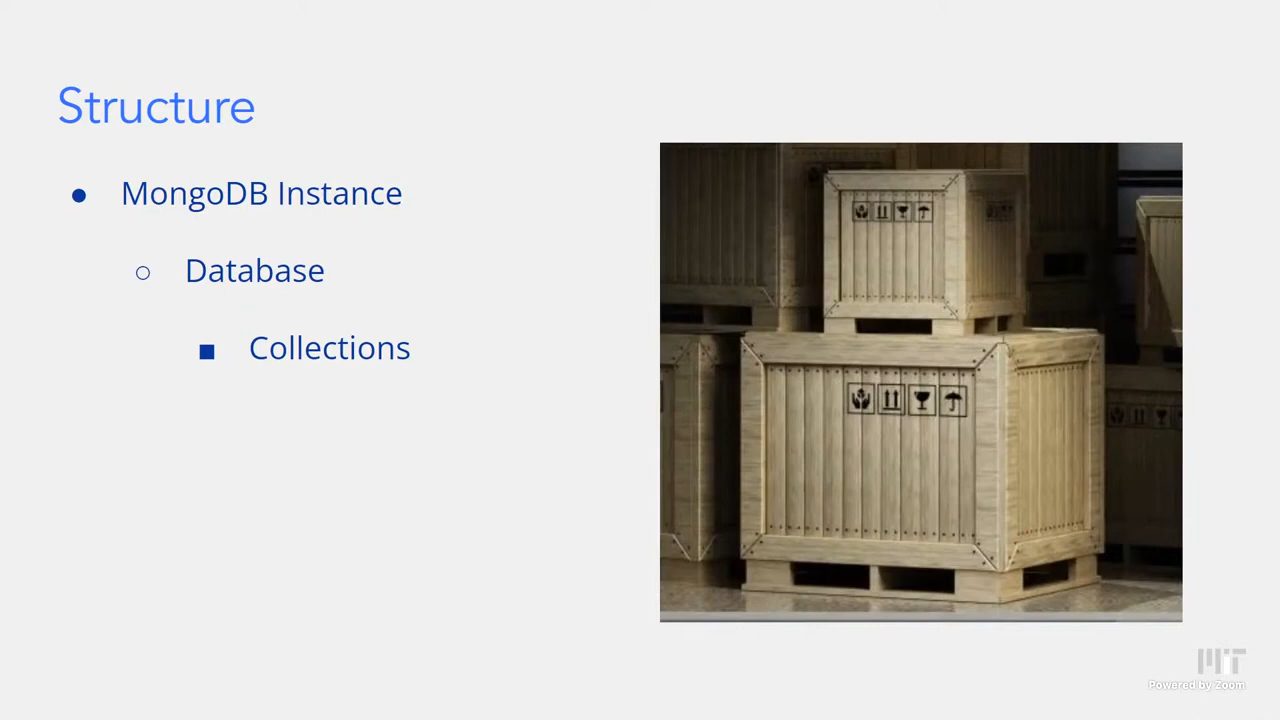 Structure
● MongoDB Instance
○ Database
■ Collections
MIT
Powered by Zoom